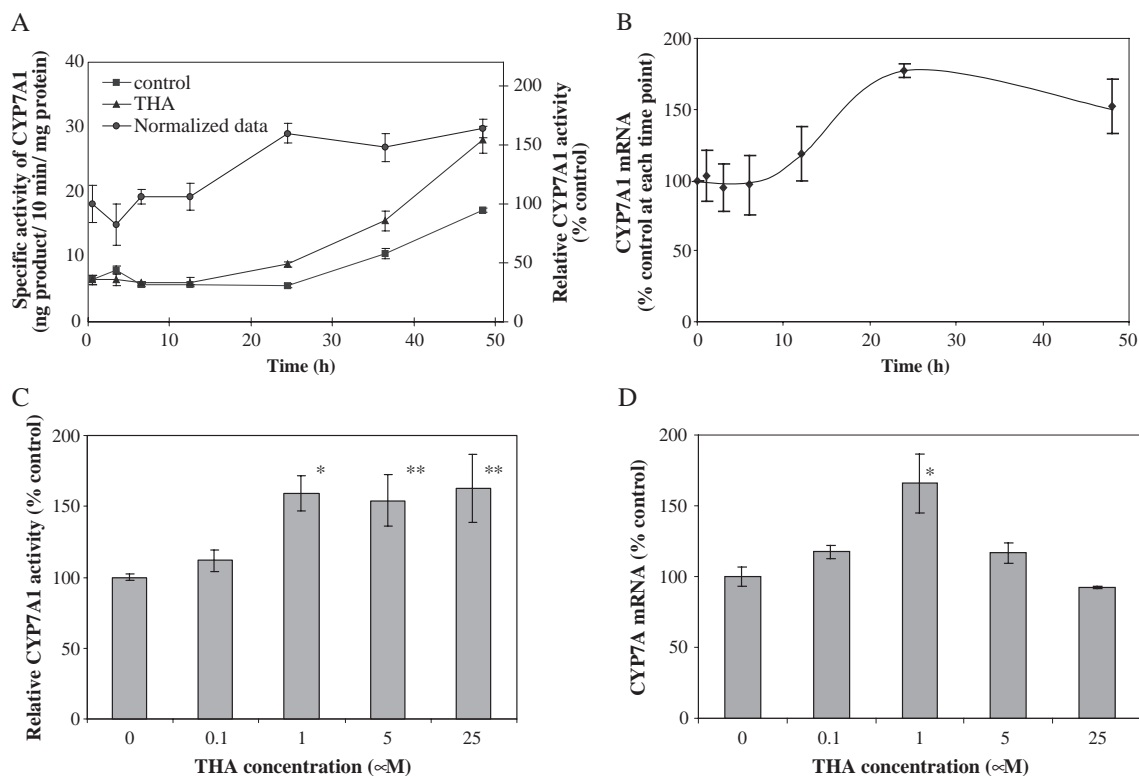 A
Specific activity of CYP7A1
(ng product/ 10 min/ mg protein)
40
30
20
10
0
control
THA
Normalized data
200
150
100
50
0
Relative CYP7A1 activity
(% control)
0 10 20 30 40 50
Time (h)
B
CYP7A1 mRNA
(% control at each time point)
200
150
100
50
0
0 10 20 30 40 50
Time (h)
C
Relative CYP7A1 activity (% control)
200
150
100
50
0
* ** **
0 0.1 1 5 25
THA concentration (∝M)
D
CYP7A mRNA (% control)
200
150
100
50
0
*
0 0.1 1 5 25
THA concentration (∝M)